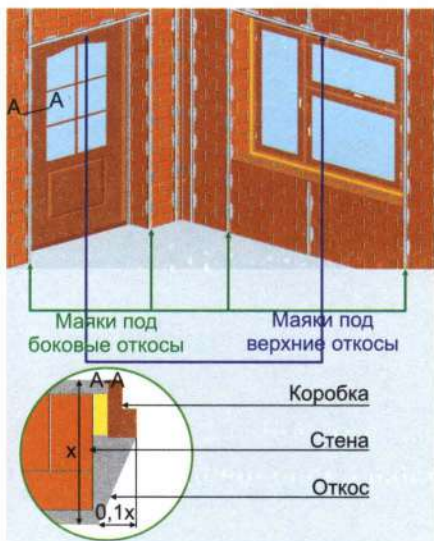 А А
Маяки под
боковые откосы
Маяки под
верхние откосы
А-А
Коробка
х
Стена
Откос
0,1х